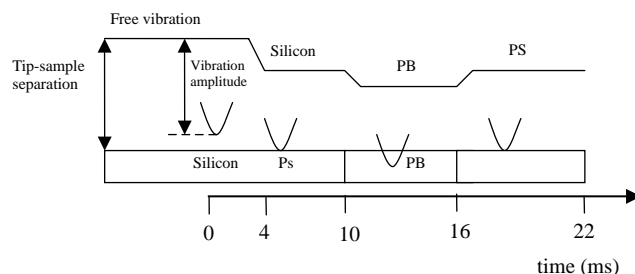 Free vibration
Silicon
PB
PS
Tip-sample
separation
Vibration
amplitude
Silicon Ps PB
0 4 10 16 22
time (ms)